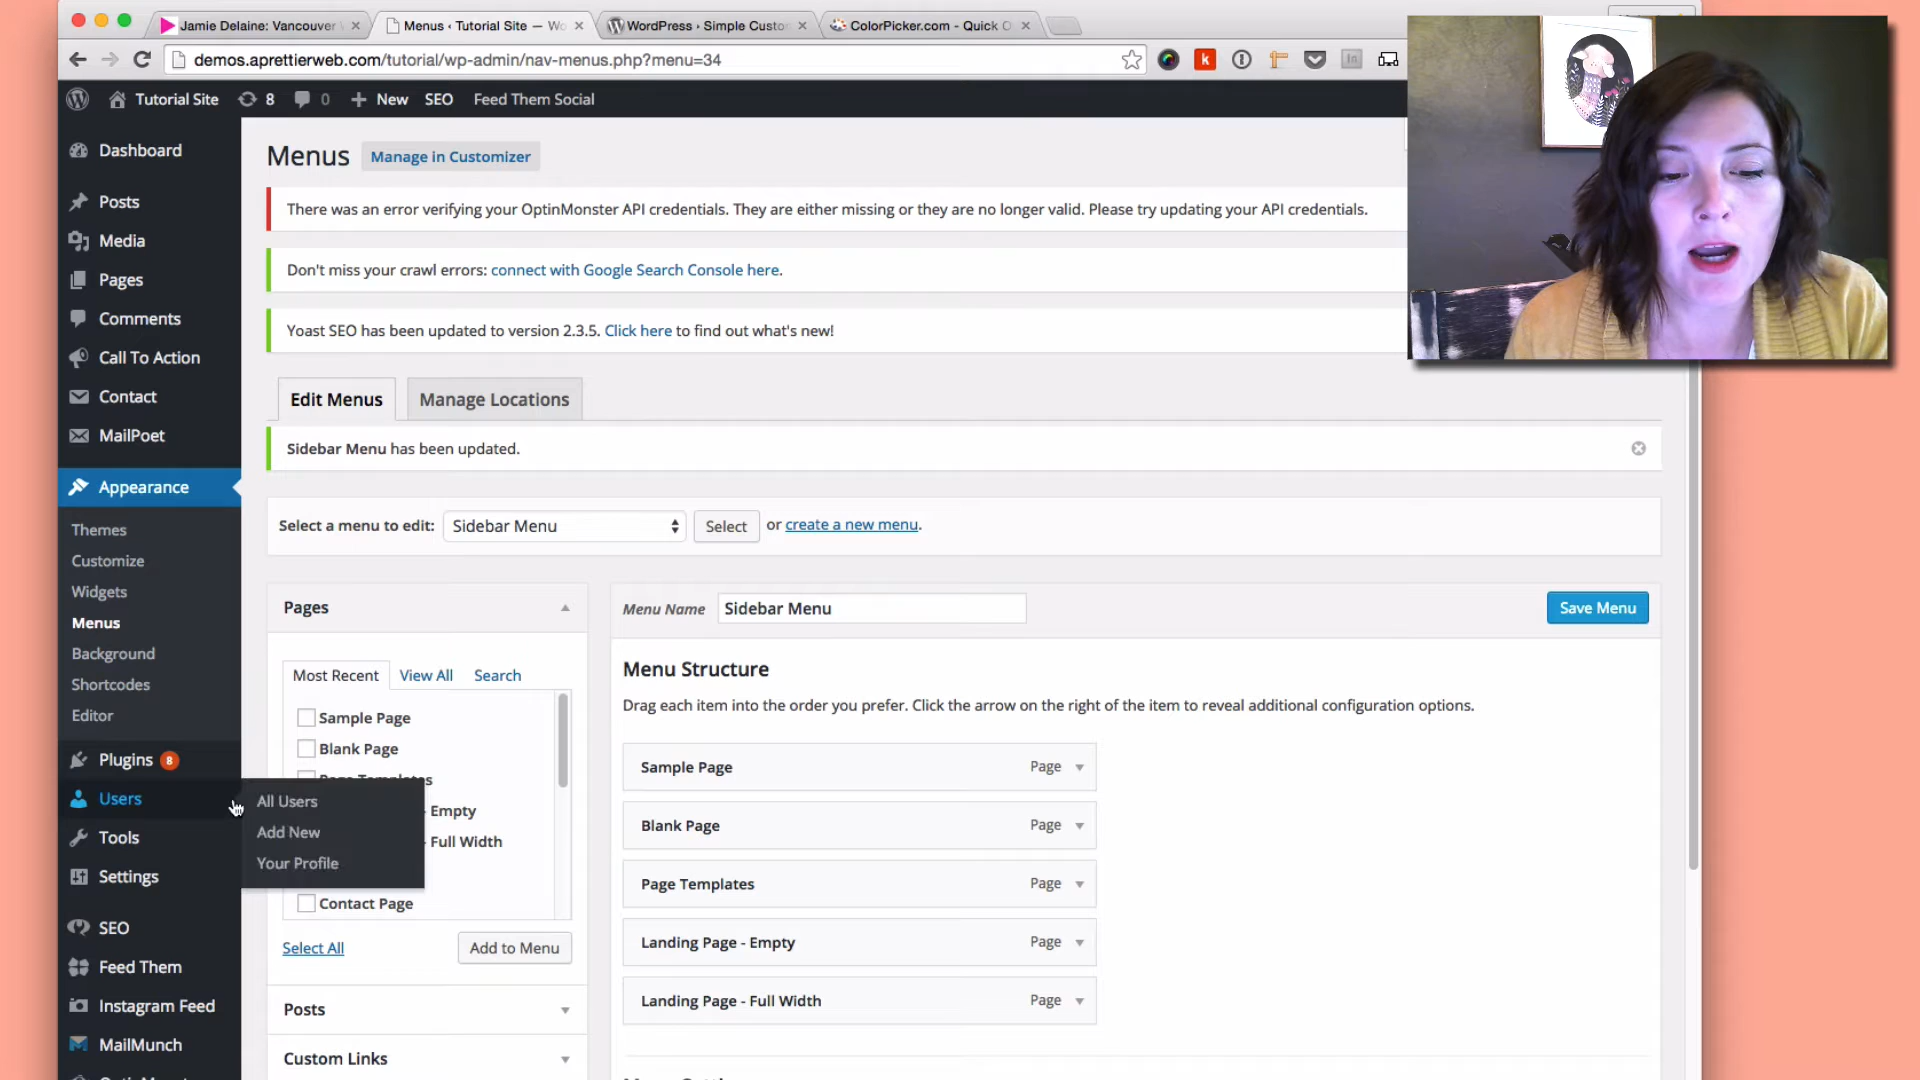 Jamie Delaine: Vancouver
Menus ‹ Tutorial Site — Wo
WordPress › Simple Custo
ColorPicker.com - Quick O
demos.aprettierweb.com/tutorial/wp-admin/nav-menus.php?menu=34
Tutorial Site 8 0 + New SEO Feed Them Social
Dashboard
Posts
Media
Pages
Comments
Call To Action
Contact
MailPoet
Appearance
Themes
Customize
Widgets
Menus
Background
Shortcodes
Editor
Plugins 8
Users
All Users
Add New
Your Profile
Tools
Settings
SEO
Feed Them
Instagram Feed
MailMunch
Menus Manage in Customizer
There was an error verifying your OptinMonster API credentials. They are either missing or they are no longer valid. Please try updating your API credentials.
Don't miss your crawl errors: connect with Google Search Console here.
Yoast SEO has been updated to version 2.3.5. Click here to find out what's new!
Edit Menus Manage Locations
Sidebar Menu has been updated.
Select a menu to edit: Sidebar Menu Select or create a new menu.
Pages
Most Recent View All Search
Sample Page
Blank Page
Page Templates
- Empty
- Full Width
Contact Page
Select All Add to Menu
Posts
Custom Links
Menu Name Sidebar Menu Save Menu
Menu Structure
Drag each item into the order you prefer. Click the arrow on the right of the item to reveal additional configuration options.
Sample Page Page
Blank Page Page
Page Templates Page
Landing Page - Empty Page
Landing Page - Full Width Page